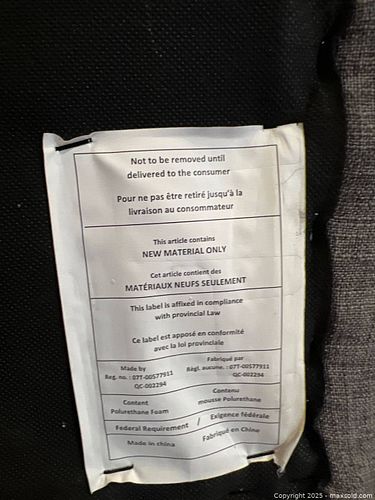 Not to be removed until
delivered to the consumer
Pour ne pas être retiré jusqu'à la
livraison au consommateur
This article contains
NEW MATERIAL ONLY
Cet article contient des
MATÉRIAUX NEUFS SEULEMENT
This label is affixed in compliance
with provincial Law
Ce label est apposé en conformité
avec la loi provinciale
Made by
Reg. no. : 07T-00577911
QC-002294
Fabriqué par
Règl. aucune. : 07T-00577911
QC-002294
Content
Polurethane Foam
Contenu
mousse Polurethane
Federal Requirement / Exigence fédérale
Made in china
Fabriqué en Chine
Copyright 2025 - maxsold.com